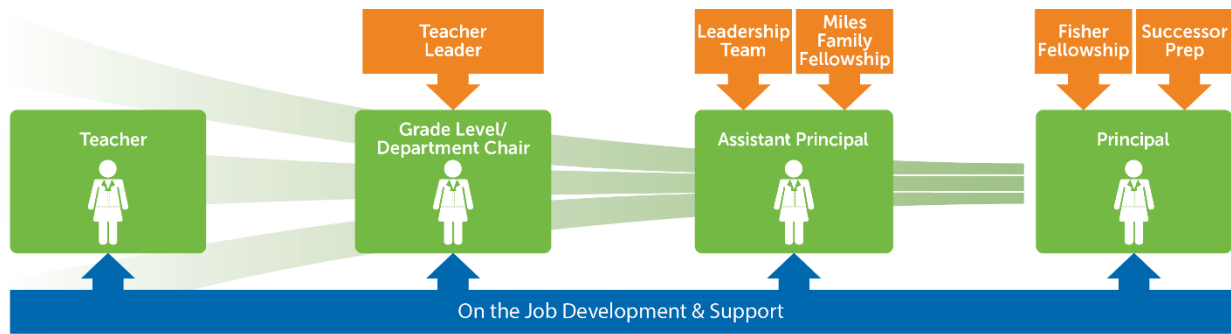 Teacher
Leader
Leadership
Team
Miles
Family
Fellowship
Fisher
Fellowship
Successor
Prep
Teacher
Grade Level/
Department Chair
Assistant Principal
Principal
On the Job Development & Support